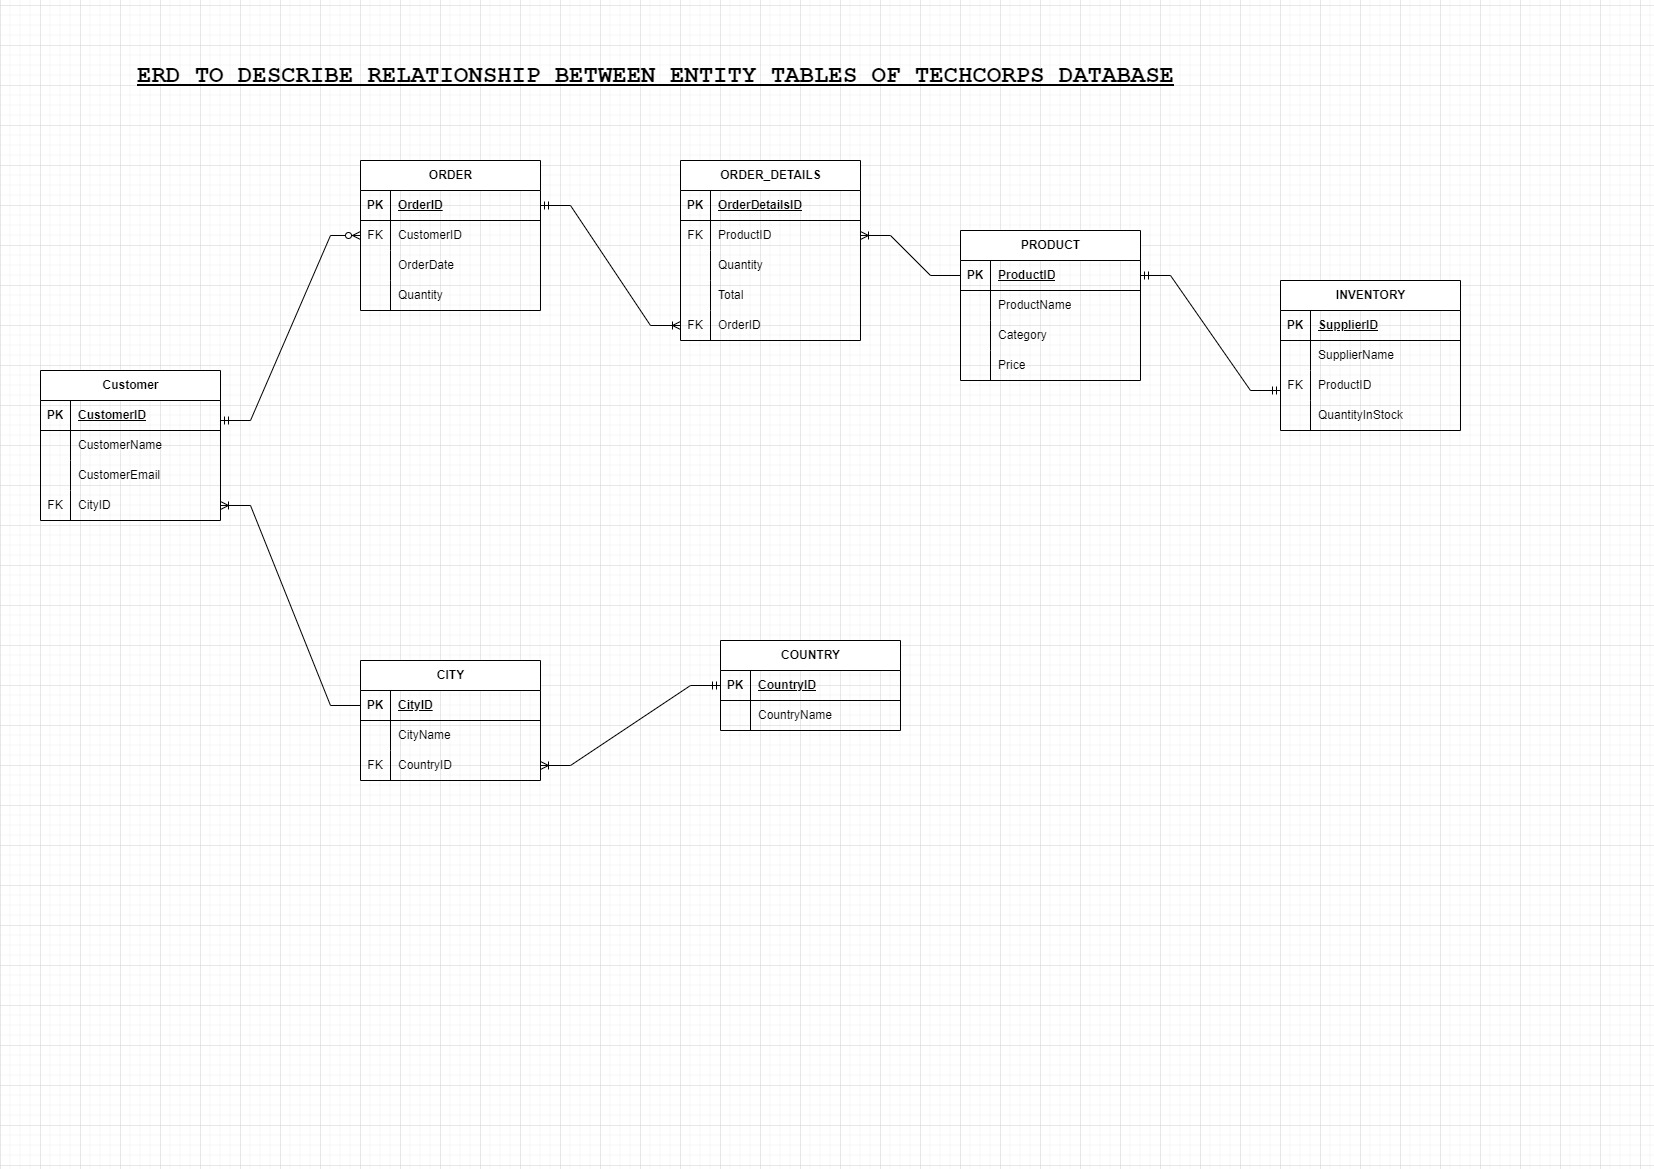 ERD TO DESCRIBE RELATIONSHIP BETWEEN ENTITY TABLES OF TECHCORPS DATABASE
ORDER
PK OrderID
FK CustomerID
OrderDate
Quantity
ORDER_DETAILS
PK OrderDetailsID
FK ProductID
Quantity
Total
FK OrderID
PRODUCT
PK ProductID
ProductName
Category
Price
INVENTORY
PK SupplierID
SupplierName
FK ProductID
QuantityInStock
Customer
PK CustomerID
CustomerName
CustomerEmail
FK CityID
CITY
PK CityID
CityName
FK CountryID
COUNTRY
PK CountryID
CountryName